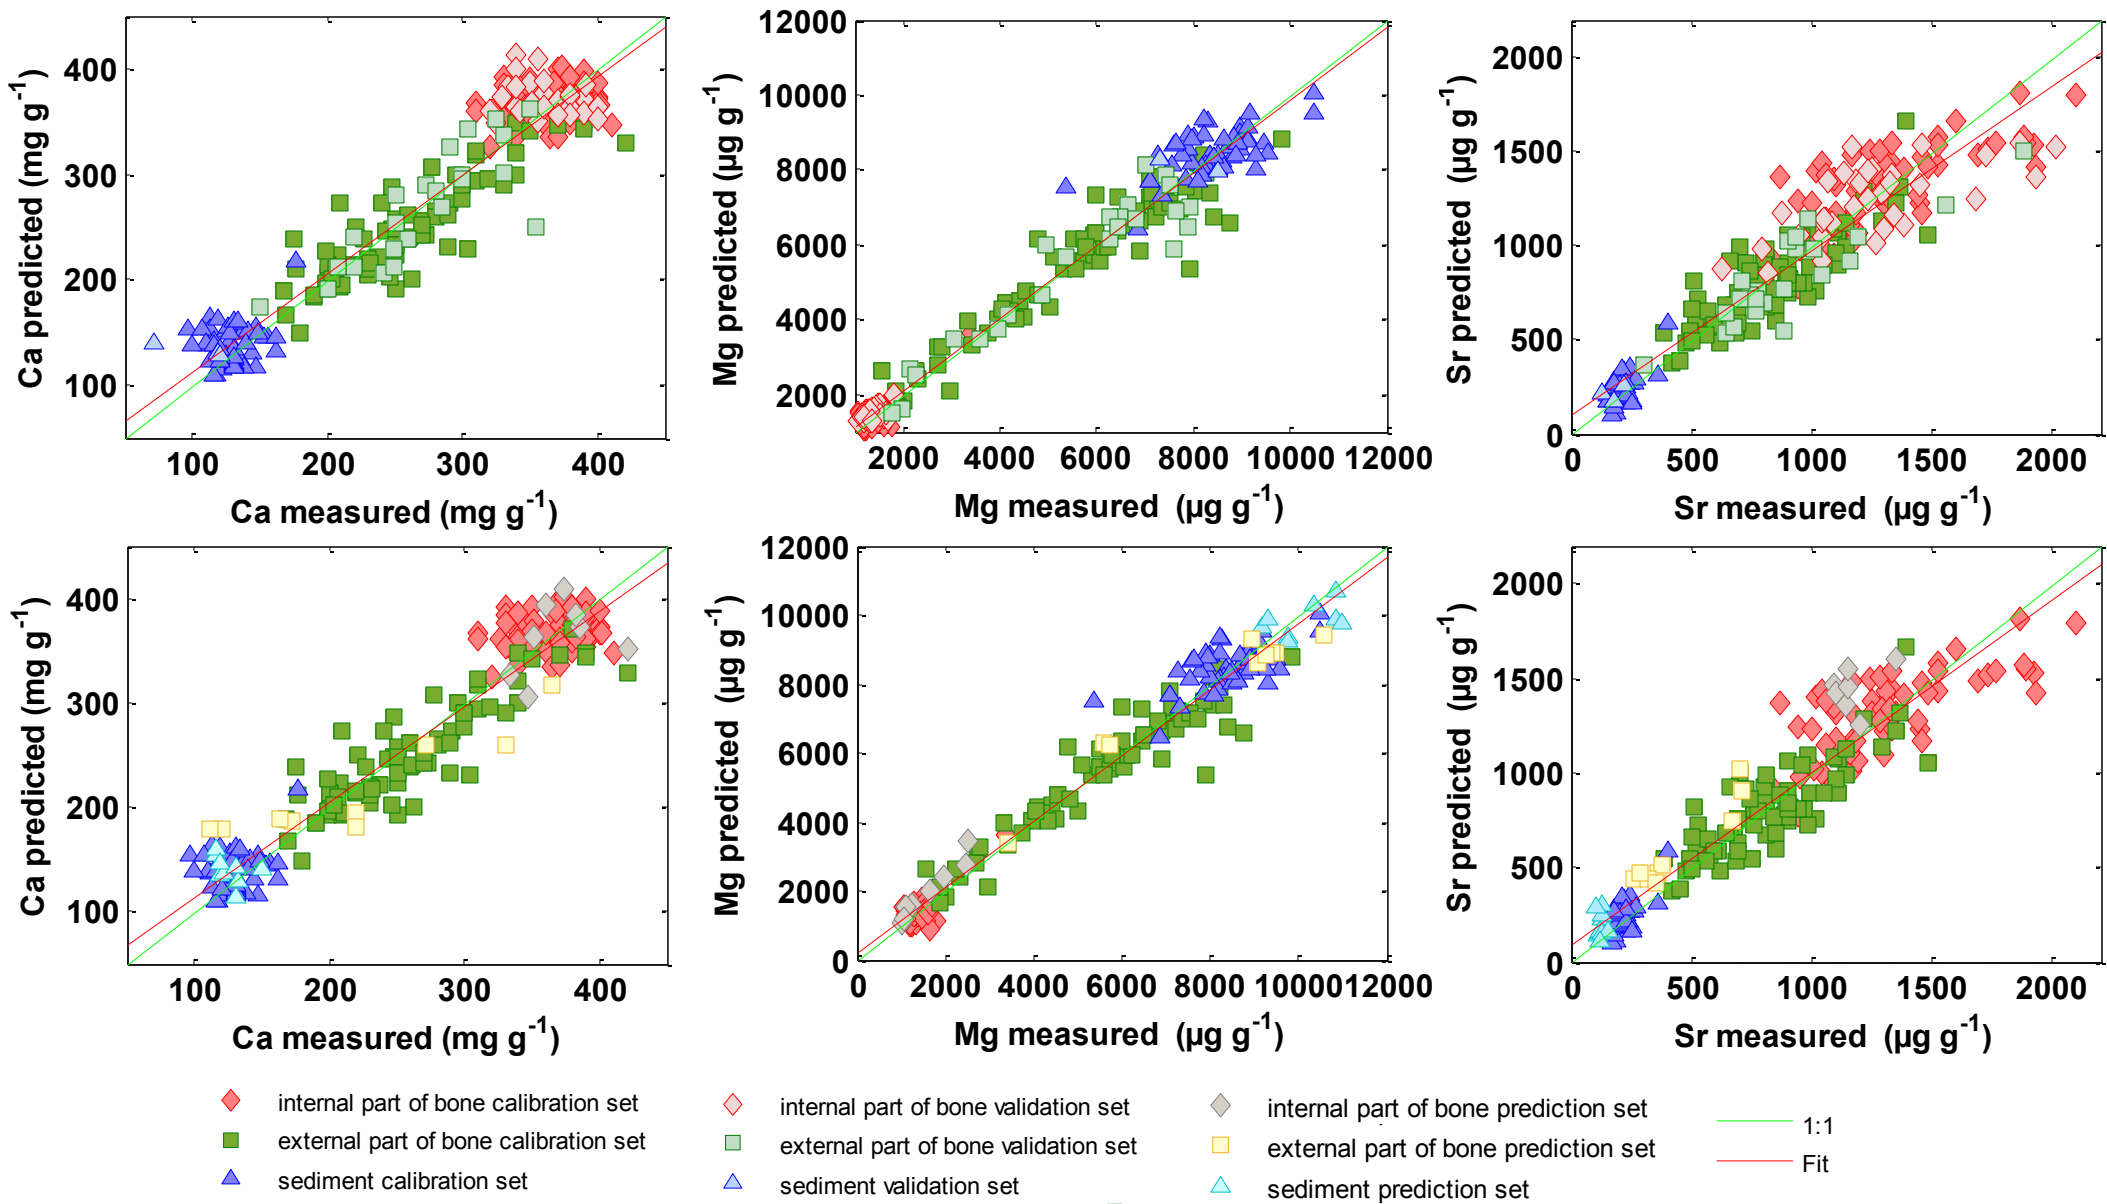 400
300
200
100
Ca predicted (mg g-1)
100 200 300 400
Ca measured (mg g-1)
12000
10000
8000
6000
4000
2000
Mg predicted (µg g-1)
2000 4000 6000 8000 10000 12000
Mg measured (µg g-1)
2000
1500
1000
500
0
Sr predicted (µg g-1)
0 500 1000 1500 2000
Sr measured (µg g-1)
400
300
200
100
Ca predicted (mg g-1)
100 200 300 400
Ca measured (mg g-1)
12000
10000
8000
6000
4000
2000
0
Mg predicted (µg g-1)
0 2000 4000 6000 8000 10000 12000
Mg measured (µg g-1)
2000
1500
1000
500
0
Sr predicted (µg g-1)
0 500 1000 1500 2000
Sr measured (µg g-1)
internal part of bone calibration set
external part of bone calibration set
sediment calibration set
internal part of bone validation set
external part of bone validation set
sediment validation set
internal part of bone prediction set
external part of bone prediction set
sediment prediction set
1:1
Fit